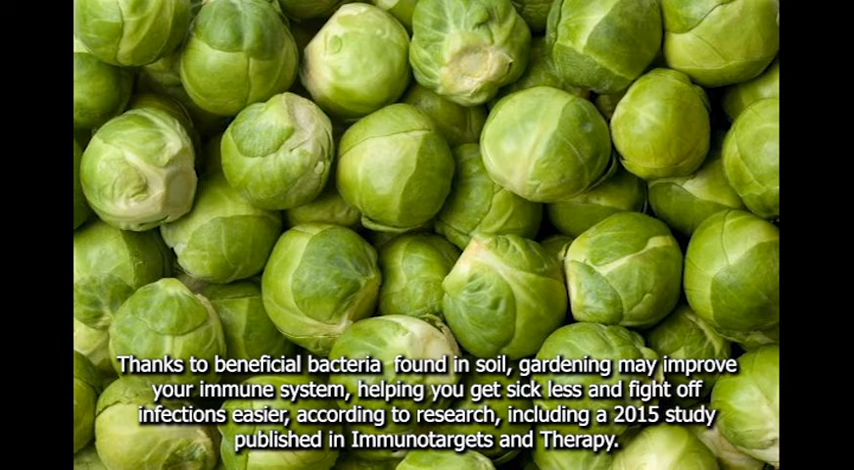 Thanks to beneficial bacteria  found in soil, gardening may improve
your immune system, helping you get sick less and fight off
infections easier, according to research, including a 2015 study
published in Immunotargets and Therapy.